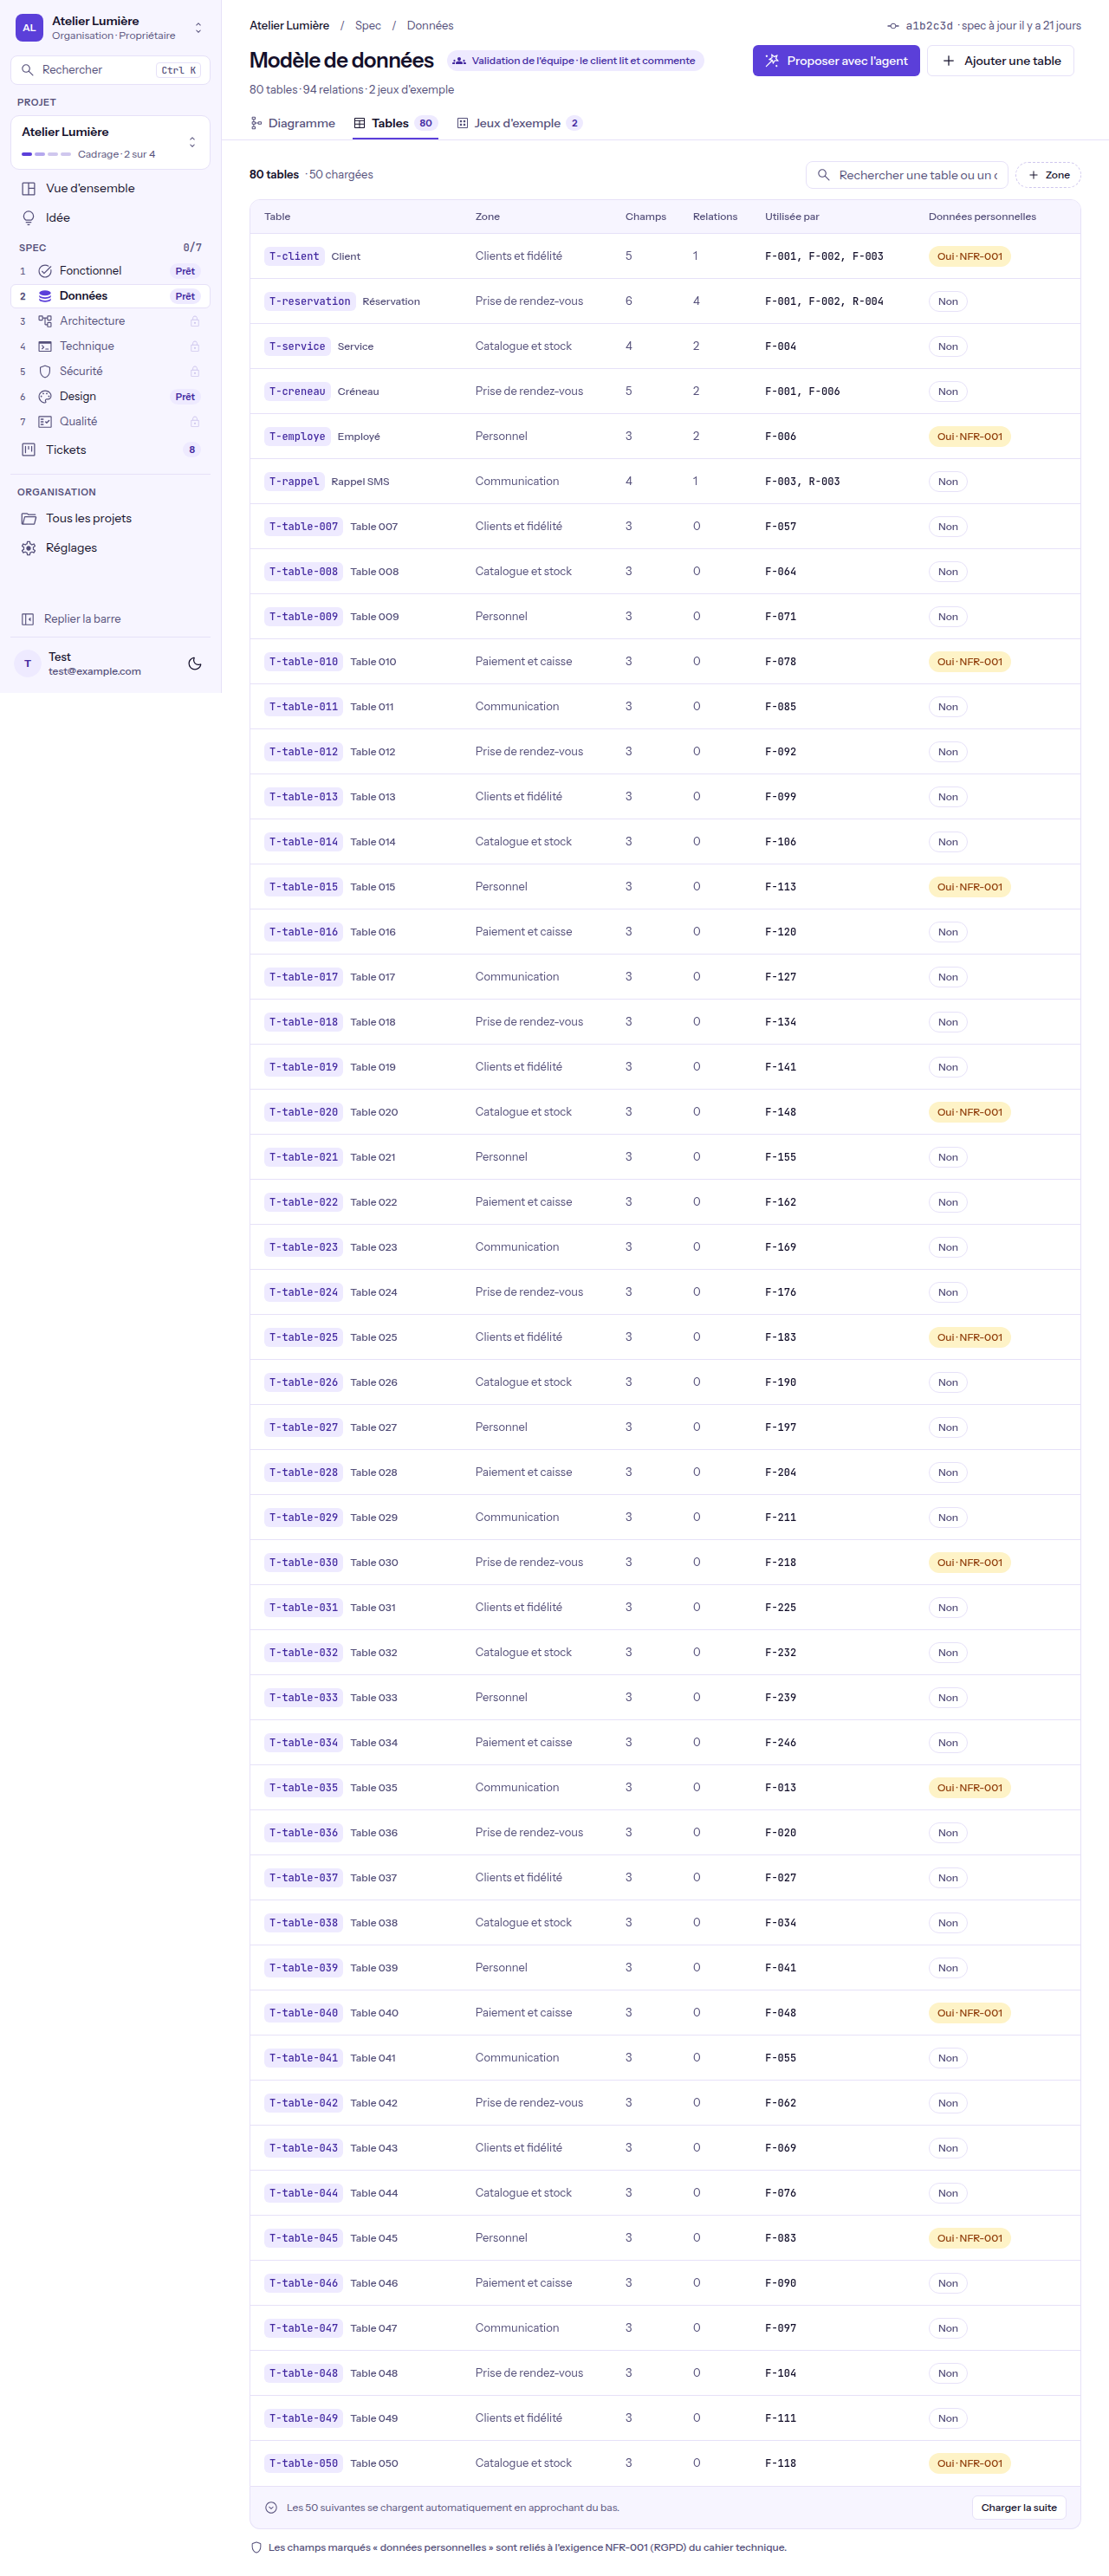 AL
Atelier Lumière
Organisation · Propriétaire
Rechercher
Ctrl K
PROJET
Atelier Lumière
Cadrage · 2 sur 4
Vue d'ensemble
Idée
SPEC 0/7
1 Fonctionnel Prêt
2 Données Prêt
3 Architecture
4 Technique
5 Sécurité
6 Design Prêt
7 Qualité
Tickets 8
ORGANISATION
Tous les projets
Réglages
Replier la barre
T
Test
test@example.com
Atelier Lumière / Spec / Données
a1b2c3d · spec à jour il y a 21 jours
Modèle de données
Validation de l'équipe · le client lit et commente
Proposer avec l'agent
Ajouter une table
80 tables · 94 relations · 2 jeux d'exemple
Diagramme
Tables 80
Jeux d'exemple 2
80 tables · 50 chargées
Rechercher une table ou un c
Zone
Table Zone Champs Relations Utilisée par Données personnelles
T-client Client Clients et fidélité 5 1 F-001, F-002, F-003 Oui · NFR-001
T-reservation Réservation Prise de rendez-vous 6 4 F-001, F-002, R-004 Non
T-service Service Catalogue et stock 4 2 F-004 Non
T-creneau Créneau Prise de rendez-vous 5 2 F-001, F-006 Non
T-employe Employé Personnel 3 2 F-006 Oui · NFR-001
T-rappel Rappel SMS Communication 4 1 F-003, R-003 Non
T-table-007 Table 007 Clients et fidélité 3 0 F-057 Non
T-table-008 Table 008 Catalogue et stock 3 0 F-064 Non
T-table-009 Table 009 Personnel 3 0 F-071 Non
T-table-010 Table 010 Paiement et caisse 3 0 F-078 Oui · NFR-001
T-table-011 Table 011 Communication 3 0 F-085 Non
T-table-012 Table 012 Prise de rendez-vous 3 0 F-092 Non
T-table-013 Table 013 Clients et fidélité 3 0 F-099 Non
T-table-014 Table 014 Catalogue et stock 3 0 F-106 Non
T-table-015 Table 015 Personnel 3 0 F-113 Oui · NFR-001
T-table-016 Table 016 Paiement et caisse 3 0 F-120 Non
T-table-017 Table 017 Communication 3 0 F-127 Non
T-table-018 Table 018 Prise de rendez-vous 3 0 F-134 Non
T-table-019 Table 019 Clients et fidélité 3 0 F-141 Non
T-table-020 Table 020 Catalogue et stock 3 0 F-148 Oui · NFR-001
T-table-021 Table 021 Personnel 3 0 F-155 Non
T-table-022 Table 022 Paiement et caisse 3 0 F-162 Non
T-table-023 Table 023 Communication 3 0 F-169 Non
T-table-024 Table 024 Prise de rendez-vous 3 0 F-176 Non
T-table-025 Table 025 Clients et fidélité 3 0 F-183 Oui · NFR-001
T-table-026 Table 026 Catalogue et stock 3 0 F-190 Non
T-table-027 Table 027 Personnel 3 0 F-197 Non
T-table-028 Table 028 Paiement et caisse 3 0 F-204 Non
T-table-029 Table 029 Communication 3 0 F-211 Non
T-table-030 Table 030 Prise de rendez-vous 3 0 F-218 Oui · NFR-001
T-table-031 Table 031 Clients et fidélité 3 0 F-225 Non
T-table-032 Table 032 Catalogue et stock 3 0 F-232 Non
T-table-033 Table 033 Personnel 3 0 F-239 Non
T-table-034 Table 034 Paiement et caisse 3 0 F-246 Non
T-table-035 Table 035 Communication 3 0 F-013 Oui · NFR-001
T-table-036 Table 036 Prise de rendez-vous 3 0 F-020 Non
T-table-037 Table 037 Clients et fidélité 3 0 F-027 Non
T-table-038 Table 038 Catalogue et stock 3 0 F-034 Non
T-table-039 Table 039 Personnel 3 0 F-041 Non
T-table-040 Table 040 Paiement et caisse 3 0 F-048 Oui · NFR-001
T-table-041 Table 041 Communication 3 0 F-055 Non
T-table-042 Table 042 Prise de rendez-vous 3 0 F-062 Non
T-table-043 Table 043 Clients et fidélité 3 0 F-069 Non
T-table-044 Table 044 Catalogue et stock 3 0 F-076 Non
T-table-045 Table 045 Personnel 3 0 F-083 Oui · NFR-001
T-table-046 Table 046 Paiement et caisse 3 0 F-090 Non
T-table-047 Table 047 Communication 3 0 F-097 Non
T-table-048 Table 048 Prise de rendez-vous 3 0 F-104 Non
T-table-049 Table 049 Clients et fidélité 3 0 F-111 Non
T-table-050 Table 050 Catalogue et stock 3 0 F-118 Oui · NFR-001
Les 50 suivantes se chargent automatiquement en approchant du bas.
Charger la suite
Les champs marqués « données personnelles » sont reliés à l'exigence NFR-001 (RGPD) du cahier technique.